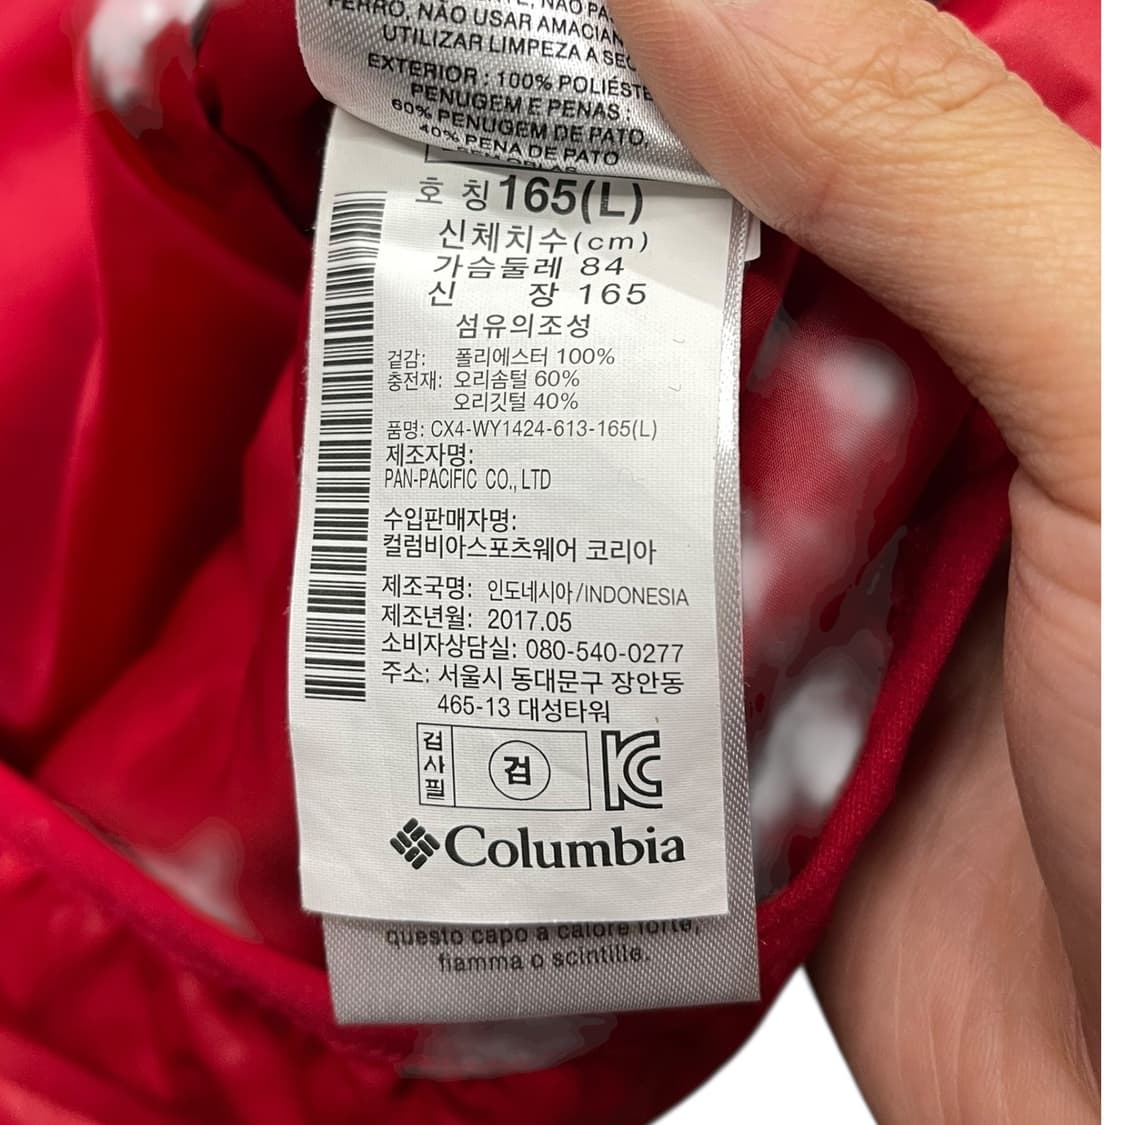 FERRO, NÃO USAR AMACIAN
UTILIZAR LIMPEZA A SEC
EXTERIOR : 100% POLIÉSTE
PENUGEM E PENAS :
60% PENUGEM DE PATO,
40% PENA DE PATO
호 칭 165(L)
신체치수(cm)
가슴둘레 84
신 장 165
섬유의조성
겉감: 폴리에스터 100%
충전재: 오리솜털 60%
오리깃털 40%
품명: CX4-WY1424-613-165(L)
제조자명:
PAN-PACIFIC CO., LTD
수입판매자명:
컬럼비아스포츠웨어 코리아
제조국명: 인도네시아/INDONESIA
제조년월: 2017.05
소비자상담실: 080-540-0277
주소: 서울시 동대문구 장안동
465-13 대성타워
검사필 검
Columbia
questo capo a calore forte,
fiamma o scintille.